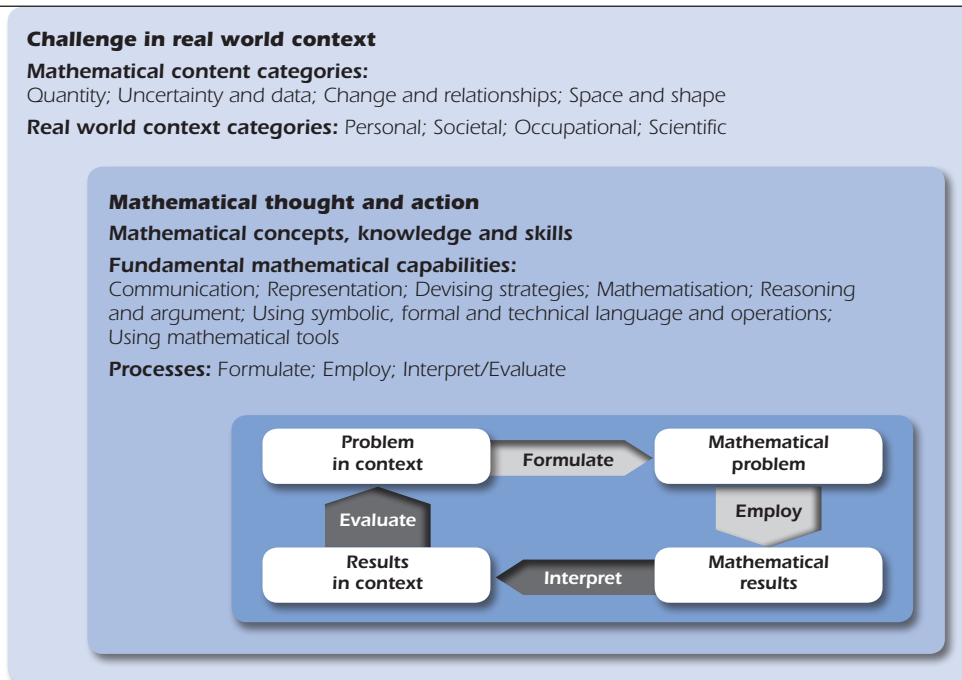 Challenge in real world context
Mathematical content categories:
Quantity; Uncertainty and data; Change and relationships; Space and shape
Real world context categories: Personal; Societal; Occupational; Scientific
Mathematical thought and action
Mathematical concepts, knowledge and skills
Fundamental mathematical capabilities:
Communication; Representation; Devising strategies; Mathematisation; Reasoning
and argument; Using symbolic, formal and technical language and operations;
Using mathematical tools
Processes: Formulate; Employ; Interpret/Evaluate
Problem
in context
Formulate
Mathematical
problem
Evaluate
Employ
Results
in context
Interpret
Mathematical
results